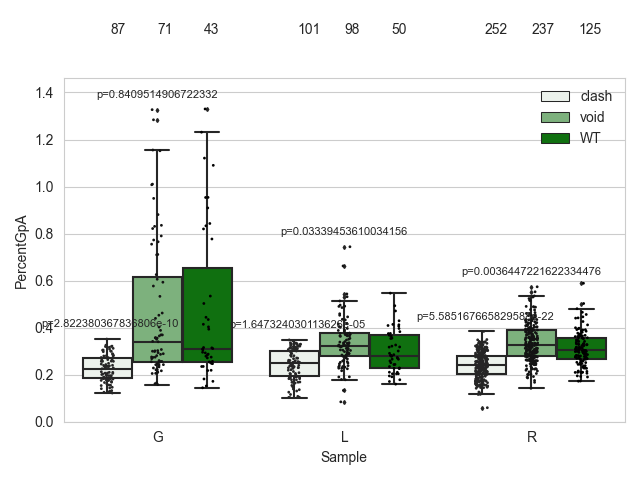 87 71 43 101 98 50 252 237 125
1.4
1.2
1.0
0.8
0.6
0.4
0.2
0.0
PercentGpA
p=0.8409514906722332
p=0.03339453610034156
p=0.0036447221622334476
clash
void
WT
G L R
Sample